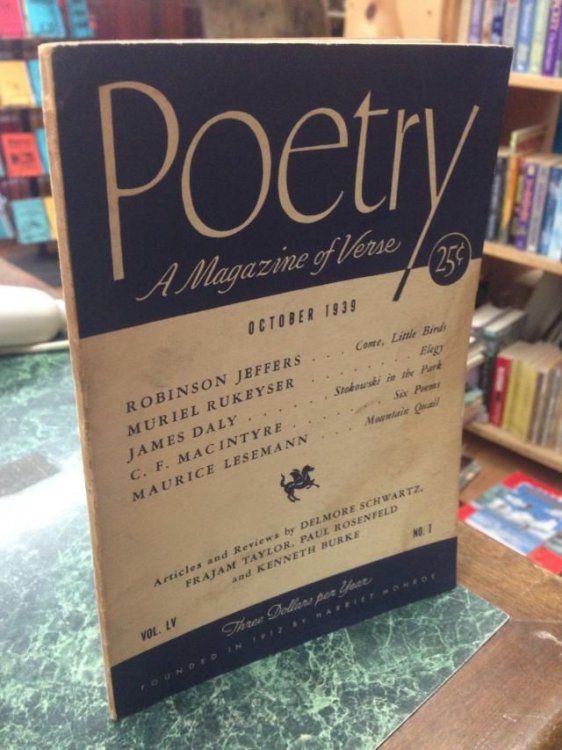 Poetry
A Magazine of Verse
25¢
OCTOBER 1939
ROBINSON JEFFERS . . . Come, Little Birds
MURIEL RUKEYSER . . . . . . . . Elegy
JAMES DALY . . . . . Stokowski in the Park
C. F. MACINTYRE . . . . . . . Six Poems
MAURICE LESEMANN . . . Mountain Quail
Articles and Reviews by DELMORE SCHWARTZ,
FRAJAM TAYLOR, PAUL ROSENFELD
and KENNETH BURKE
VOL. LV
NO. I
Three Dollars per Year
FOUNDED IN 1912 BY HARRIET MONROE